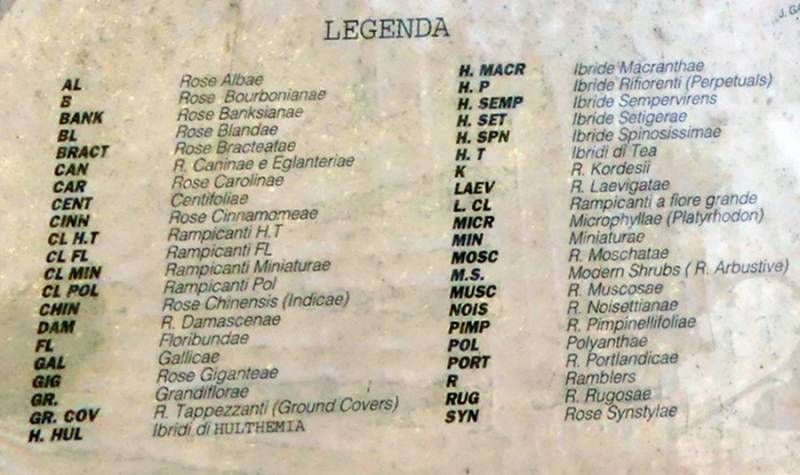 LEGENDA
AL Rose Albae
B Rose Bourbonianae
BANK Rose Banksianae
BL Rose Blandae
BRACT Rose Bracteatae
CAN R. Caninae e Eglanteriae
CAR Rose Carolinae
CENT Centifoliae
CINN Rose Cinnamomeae
CL H.T Rampicanti H.T
CL FL Rampicanti FL
CL MIN Rampicanti Miniaturae
CL POL Rampicanti Pol
CHIN Rose Chinensis (Indicae)
DAM R. Damascenae
FL Floribundae
GAL Gallicae
GIG Rose Giganteae
GR. Grandiflorae
GR. COV R. Tappezzanti (Ground Covers)
H. HUL Ibridi di HULTHEMIA
H. MACR Ibride Macranthae
H. P Ibride Rifiorenti (Perpetuals)
H. SEMP Ibride Sempervirens
H. SET Ibride Setigerae
H. SPN Ibride Spinosissimae
H. T Ibridi di Tea
K R. Kordesii
LAEV R. Laevigatae
L. CL Rampicanti a fiore grande
MICR Microphyllae (Platyrhodon)
MIN Miniaturae
MOSC R. Moschatae
M.S. Modern Shrubs ( R. Arbustive)
MUSC R. Muscosae
NOIS R. Noisettianae
PIMP R. Pimpinellifoliae
POL Polyanthae
PORT R. Portlandicae
R Ramblers
RUG R. Rugosae
SYN Rose Synstylae